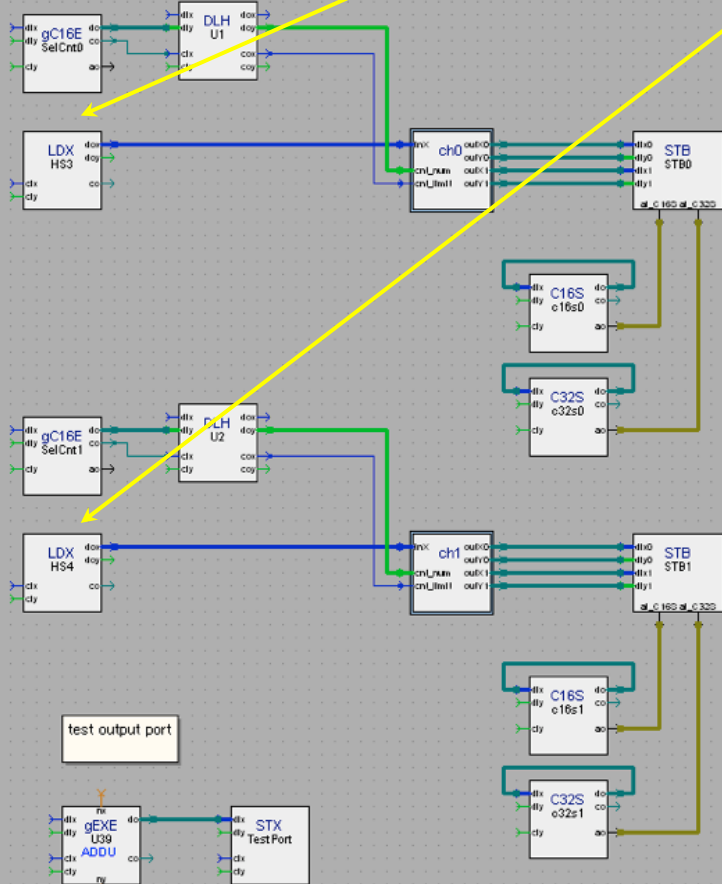 dlx
dly
cly
gC16E
SelCnt0
do
co
ao
dlx
dly
clx
cly
DLH
U1
dox
doy
cox
coy
LDX
HS3
clx
cly
dox
doy
co
inX
cnl_num
cnl_limit
ch0
outX0
outY0
outX1
outY1
dlx0
dly0
dlx1
dly1
STB
STB0
al_C16S al_C32S
dlx
dly
cly
C16S
c16s0
do
co
ao
dlx
dly
cly
C32S
c32s0
do
co
ao
dlx
dly
cly
gC16E
SelCnt1
do
co
ao
dlx
dly
clx
cly
DLH
U2
dox
doy
cox
coy
LDX
HS4
clx
cly
dox
doy
co
inX
cnl_num
cnl_limit
ch1
outX0
outY0
outX1
outY1
dlx0
dly0
dlx1
dly1
STB
STB1
al_C16S al_C32S
dlx
dly
cly
C16S
c16s1
do
co
ao
dlx
dly
cly
C32S
c32s1
do
co
ao
test output port
nx
dlx
dly
clx
cly
gEXE
U39
ADDU
do
co
ny
dlx
dly
clx
cly
STX
TestPort